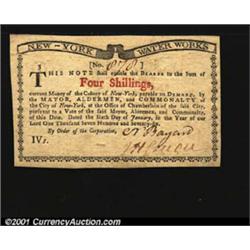 NEW-YORK WATER WORKS
[No. 8787]
THIS NOTE shall entitle the BEARER to the Sum of
Four Shillings,
current Money of the Colony of New-York, payable on DEMAND, by
the MAYOR, ALDERMEN, and COMMONALTY of
the City of New-York, at the Office of Chamberlain of the said City,
pursuant to a Vote of the said Mayor, Aldermen, and Commonalty of
this Date. Dated the Sixth Day of January, in the Year of our
Lord One Thousand Seven Hundred and Seventy-six.
By Order of the Corporation,
N Bayard
IVs.
©2001 Currency Auctions